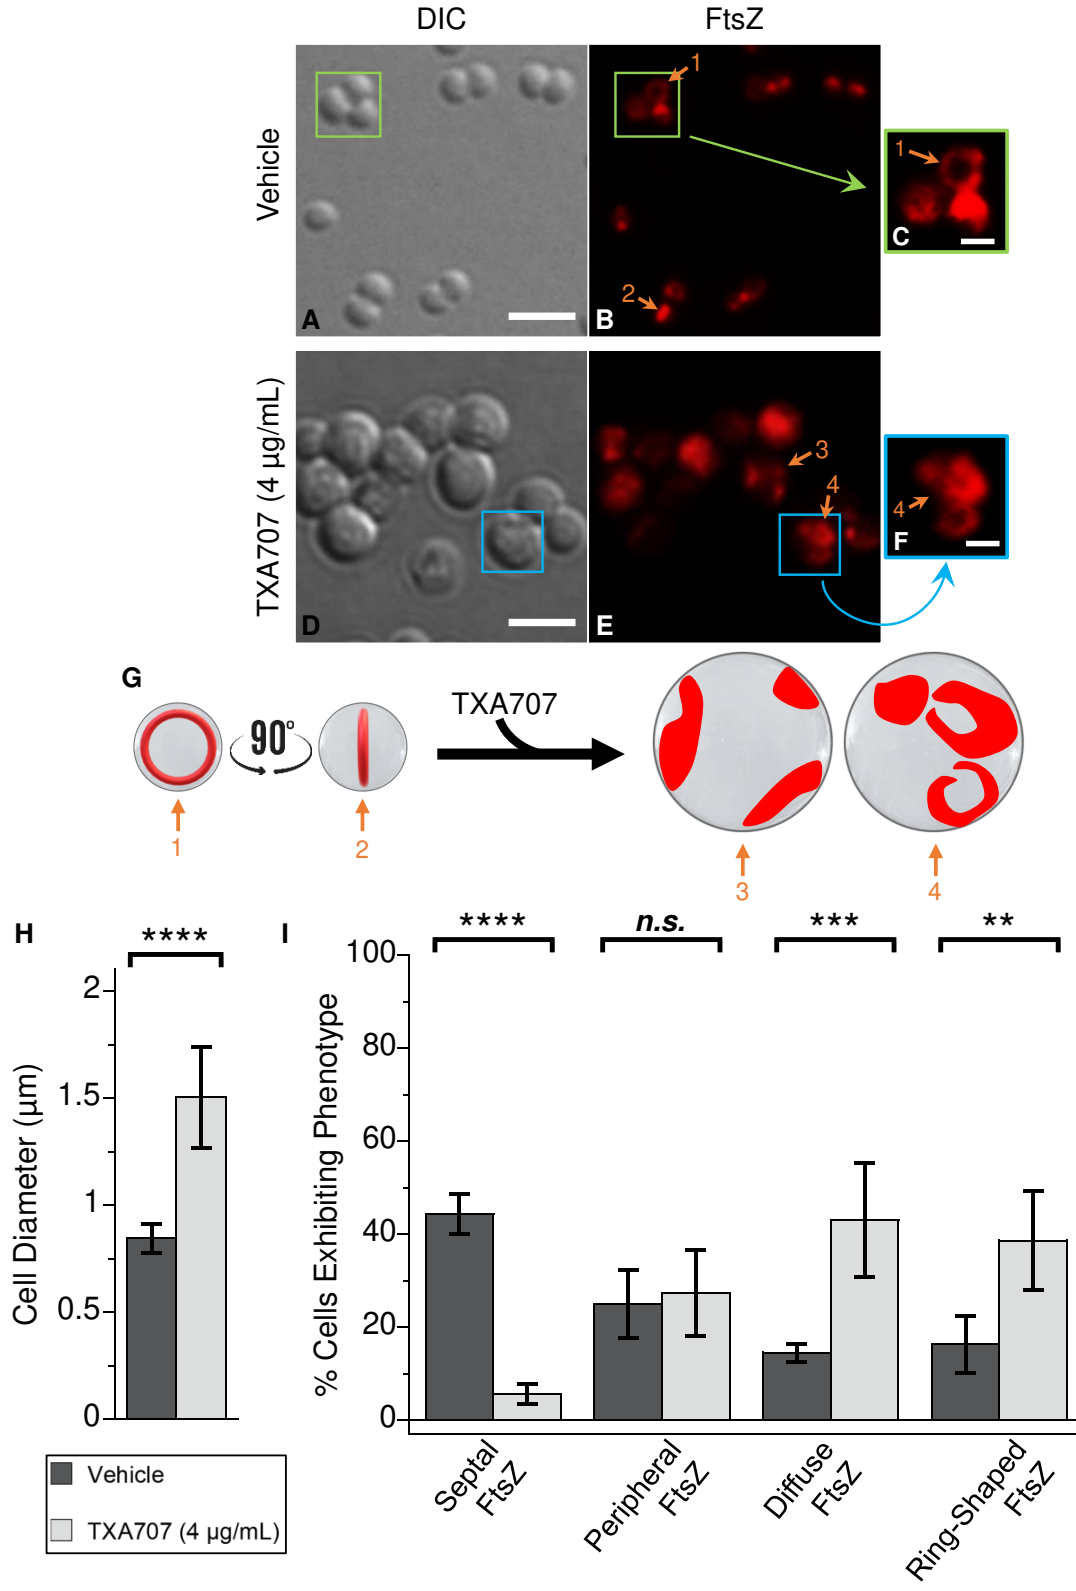 DIC
FtsZ
Vehicle
1
2
A
B
1
C
TXA707 (4 µg/mL)
3
4
D
E
4
F
G
90°
TXA707
1
2
3
4
H
****
2
1.5
1
0.5
0
Cell Diameter (µm)
I
****
n.s.
***
**
100
80
60
40
20
0
% Cells Exhibiting Phenotype
Septal
FtsZ
Peripheral
FtsZ
Diffuse
FtsZ
Ring-Shaped
FtsZ
Vehicle
TXA707 (4 µg/mL)